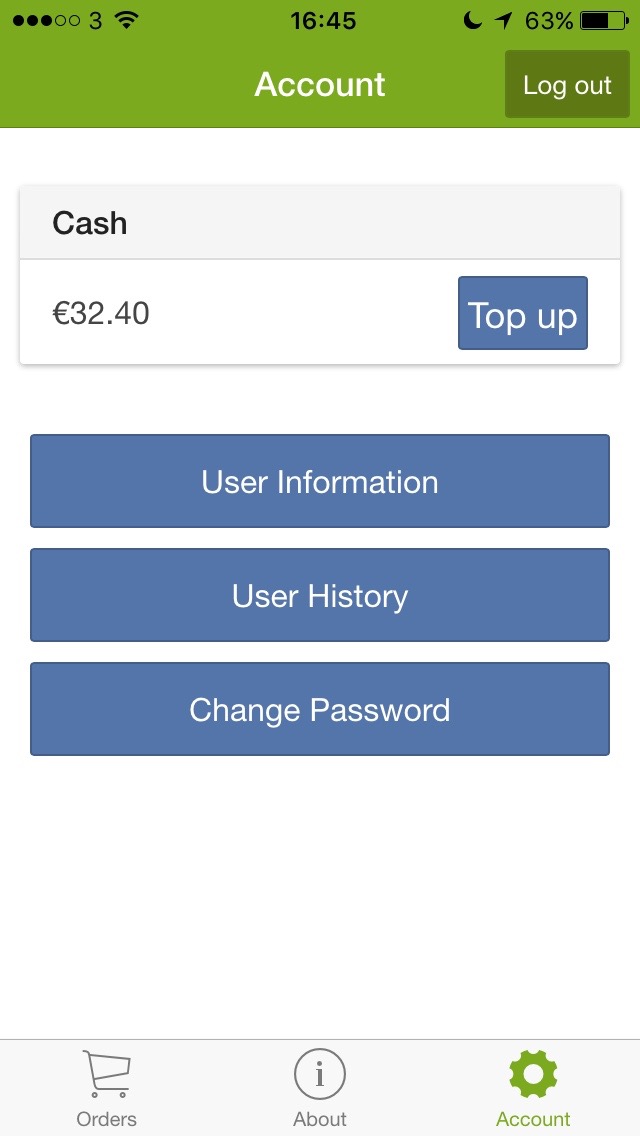 3 16:45 63%
Account
Log out
Cash
€32.40
Top up
User Information
User History
Change Password
Orders
About
Account